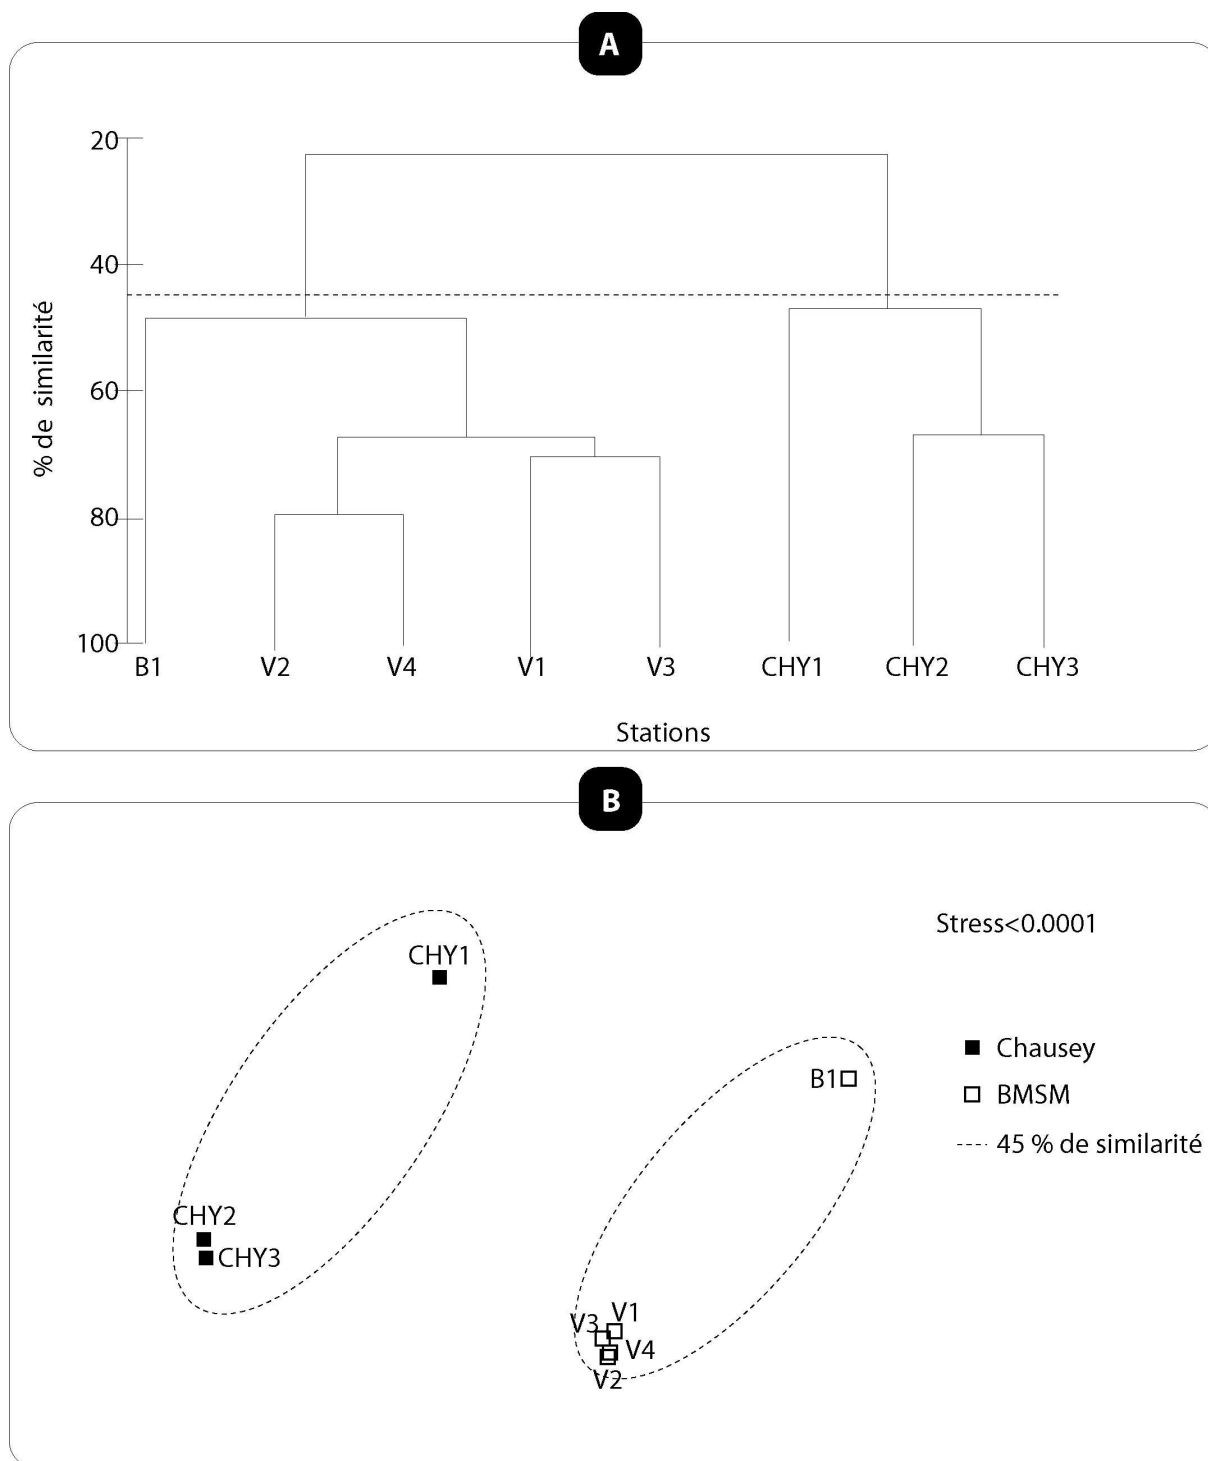 A
20
40
60
80
100
% de similarité
B1 V2 V4 V1 V3 CHY1 CHY2 CHY3
Stations
B
Stress<0.0001
CHY1
Chausey
B1
BMSM
45 % de similarité
CHY2
CHY3
V1
V3
V4
V2